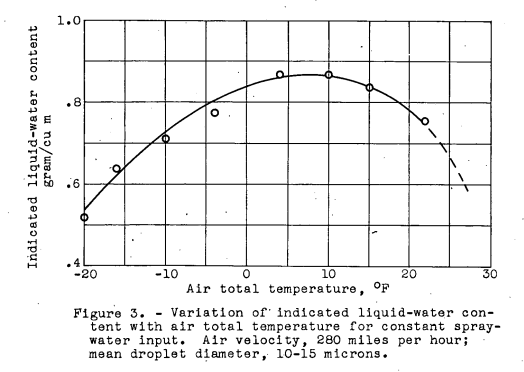 1.0
.8
.6
.4
Indicated liquid-water content
gram/cu m
-20 -10 0 10 20 30
Air total temperature, °F
Figure 3. - Variation of indicated liquid-water con-
tent with air total temperature for constant spray-
water input. Air velocity, 280 miles per hour;
mean droplet diameter, 10-15 microns.